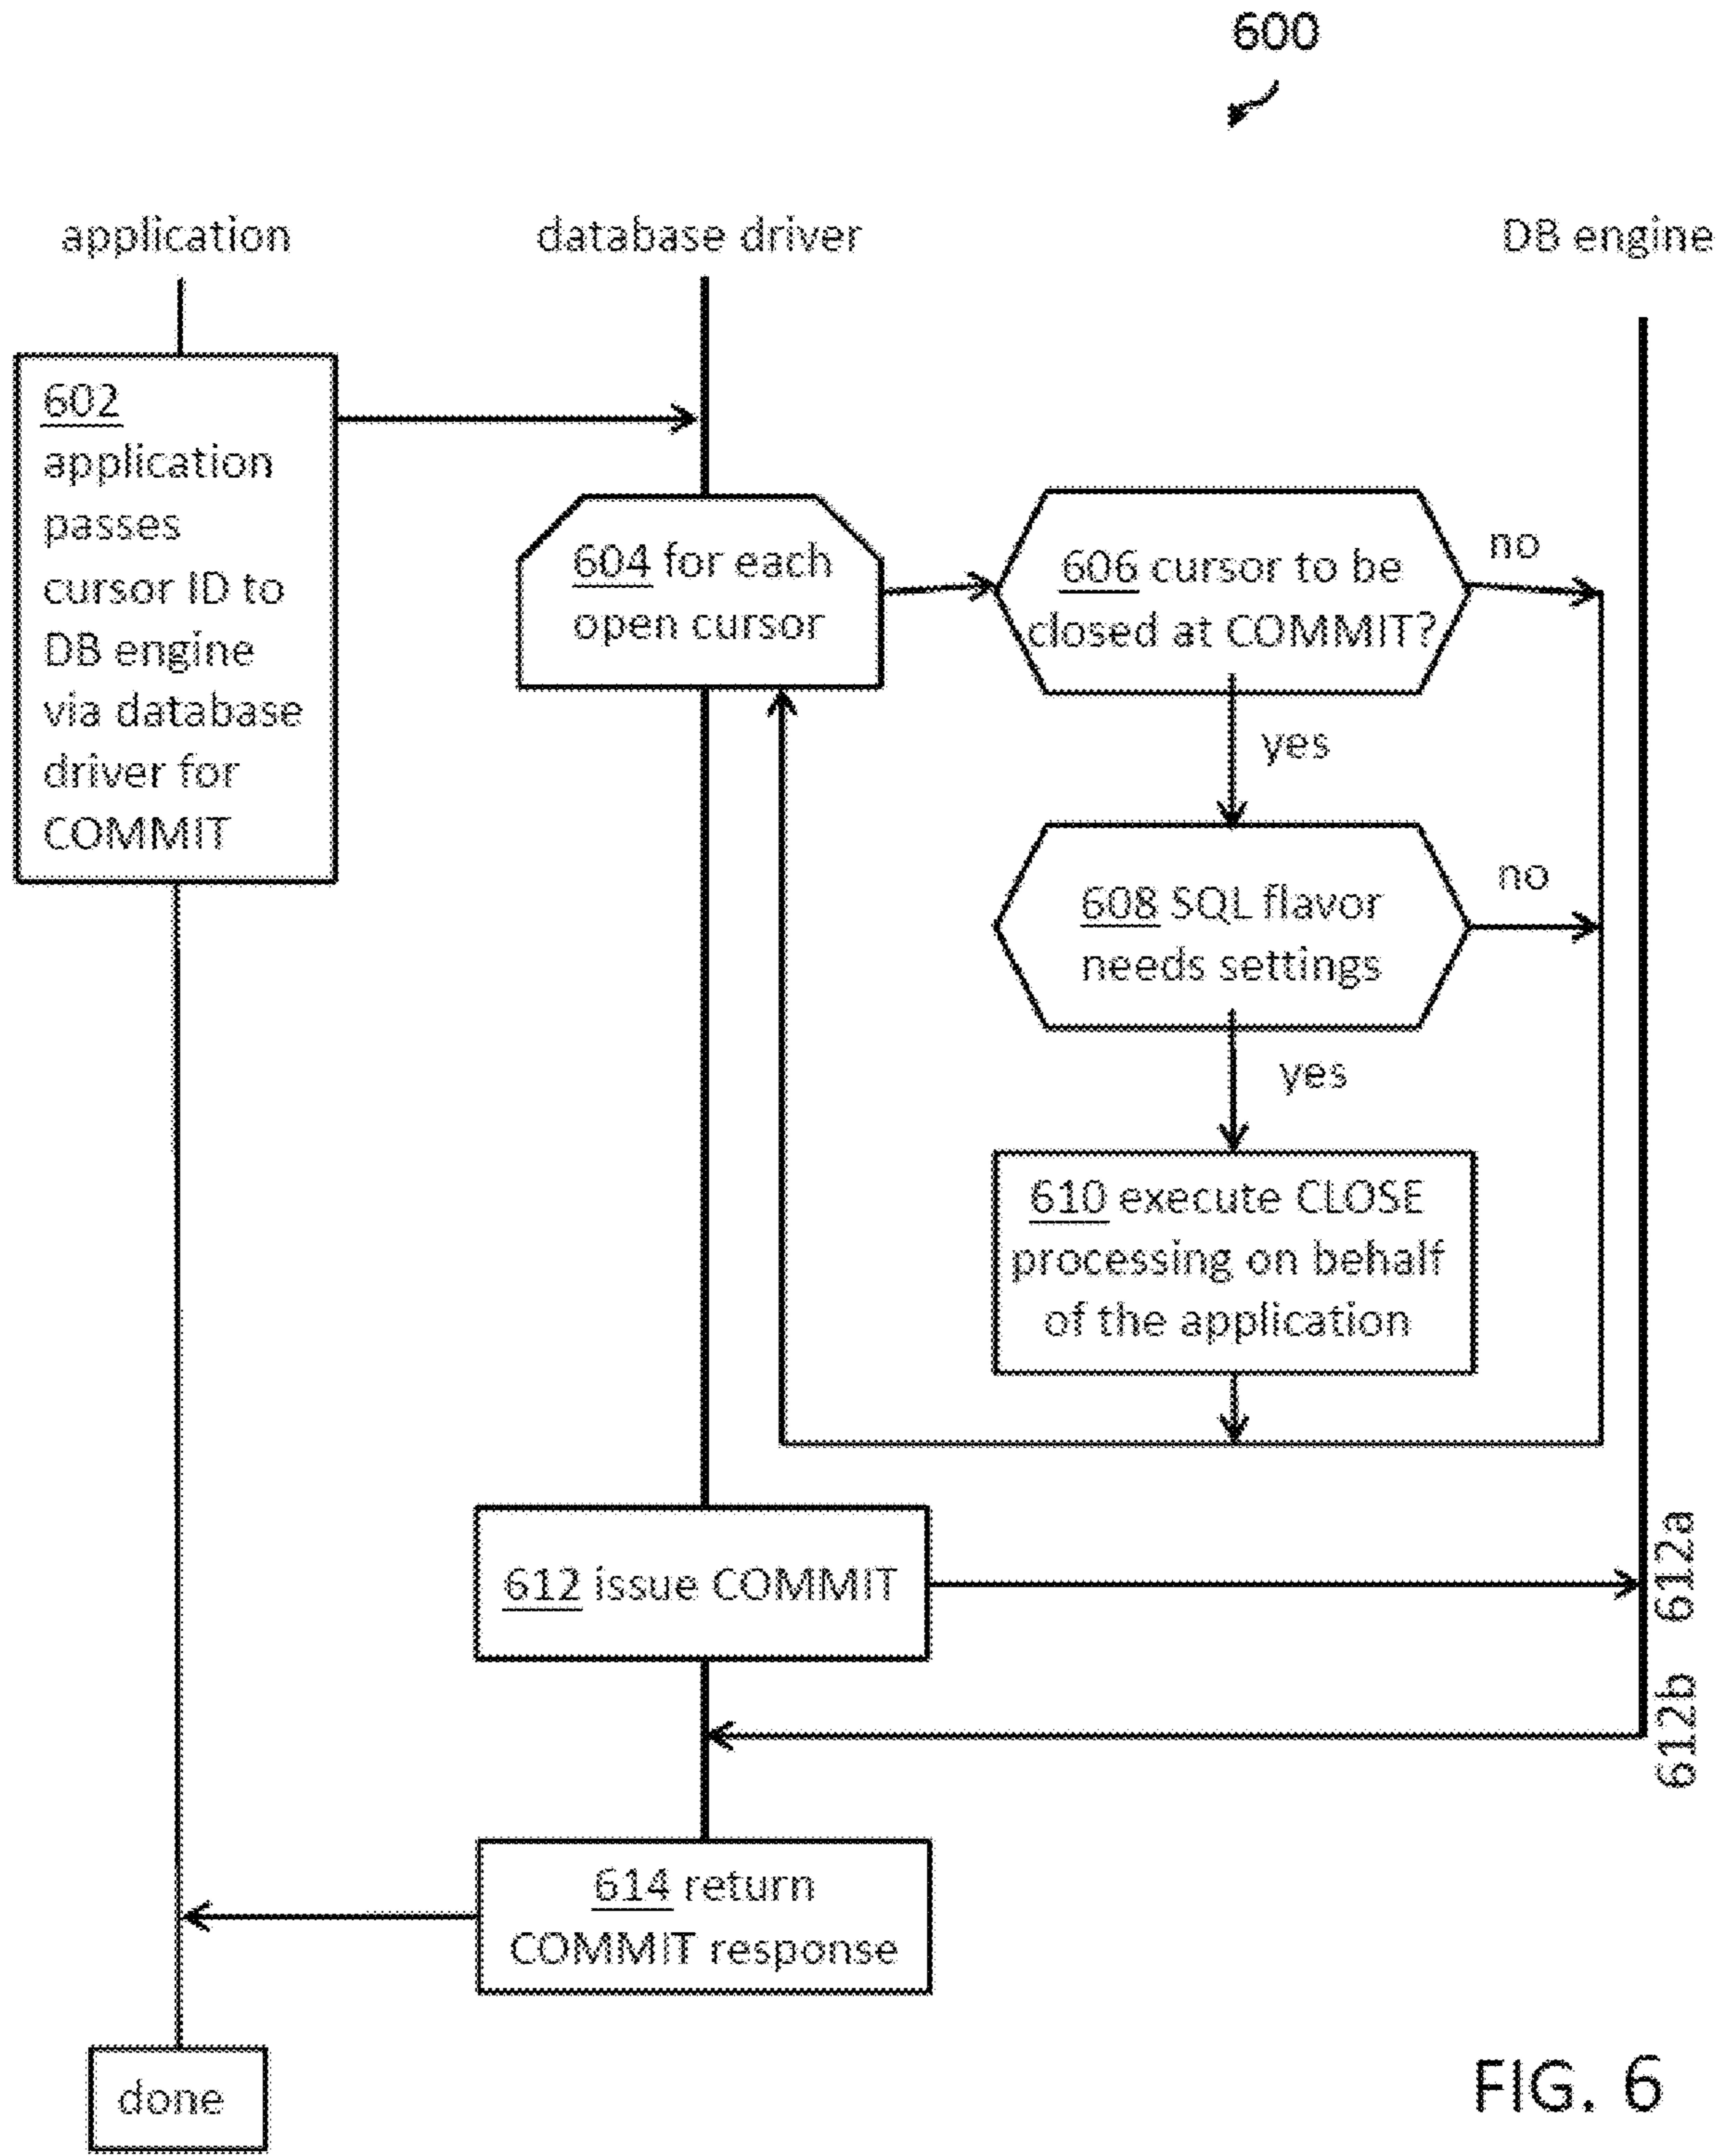 600
application
database driver
DB engine
602
application
passes
cursor ID to
DB engine
via database
driver for
COMMIT
604 for each
open cursor
606 cursor to be
closed at COMMIT?
no
yes
608 SQL flavor
needs settings
no
yes
610 execute CLOSE
processing on behalf
of the application
612 issue COMMIT
612a
612b
614 return
COMMIT response
done
FIG. 6